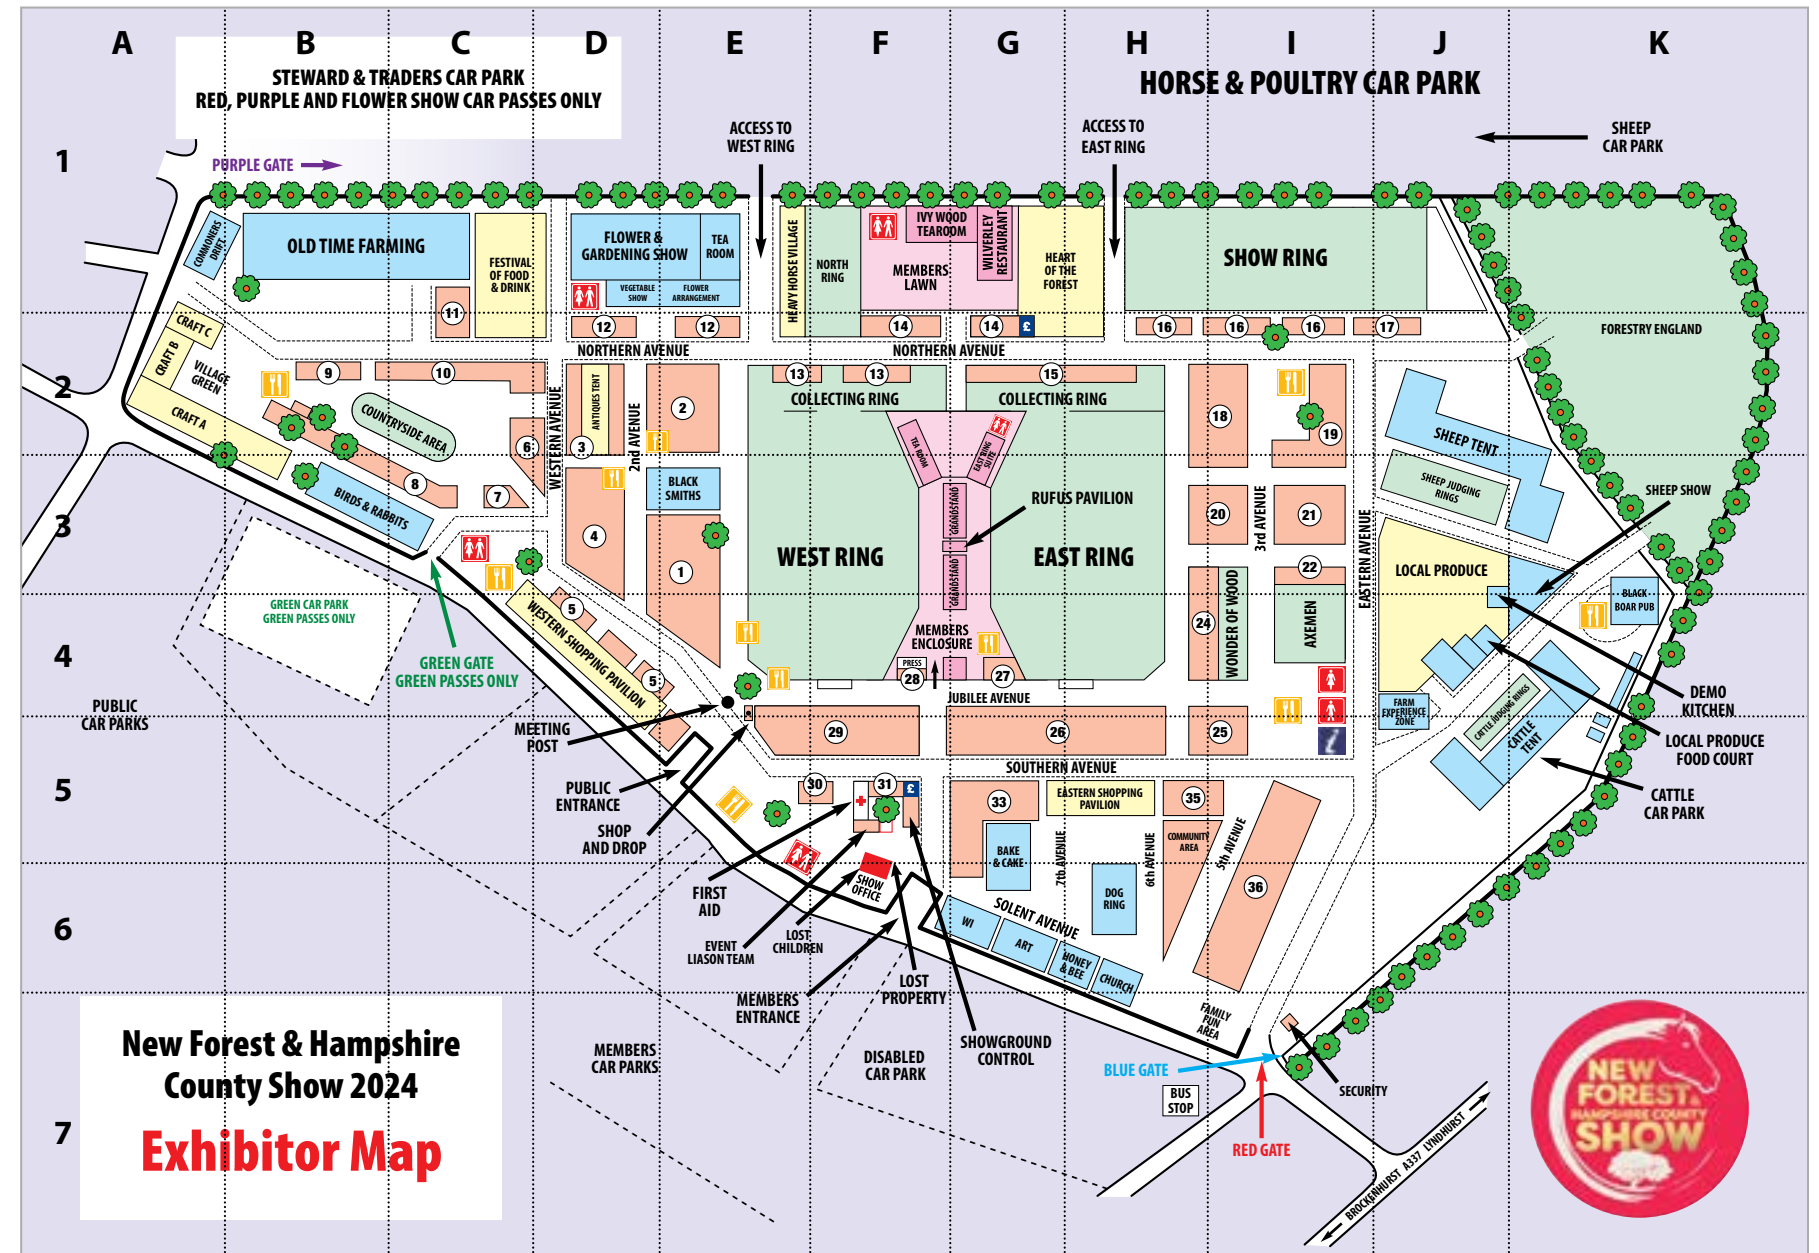 A B C D E F G H I J K
1
2
3
4
5
6
7
STEWARD & TRADERS CAR PARK
RED, PURPLE AND FLOWER SHOW CAR PASSES ONLY
HORSE & POULTRY CAR PARK
ACCESS TO
WEST RING
ACCESS TO
EAST RING
SHEEP
CAR PARK
PURPLE GATE
COMMONERS
DRIFT
OLD TIME FARMING
FESTIVAL
OF FOOD
& DRINK
11
FLOWER &
GARDENING SHOW
TEA
ROOM
VEGETABLE
SHOW
FLOWER
ARRANGEMENT
12
12
HEAVY HORSE VILLAGE
NORTH
RING
IVY WOOD
TEAROOM
WILVERLEY
RESTAURANT
MEMBERS
LAWN
HEART
OF THE
FOREST
14
14
£
SHOW RING
16
16
16
17
FORESTRY ENGLAND
NORTHERN AVENUE
NORTHERN AVENUE
CRAFT C
CRAFT B
VILLAGE
GREEN
CRAFT A
9
10
COUNTRYSIDE AREA
6
7
8
BIRDS & RABBITS
WESTERN AVENUE
ANTIQUES TENT
3
2nd AVENUE
2
BLACK
SMITHS
4
1
13
13
COLLECTING RING
15
COLLECTING RING
TEA ROOM
EAST RING
SUITE
GRANDSTAND
GRANDSTAND
RUFUS PAVILION
WEST RING
EAST RING
MEMBERS
ENCLOSURE
PRESS
28
27
JUBILEE AVENUE
18
19
20
3rd AVENUE
21
22
24
WONDER OF WOOD
AXEMEN
EASTERN AVENUE
SHEEP TENT
SHEEP JUDGING
RINGS
SHEEP SHOW
LOCAL PRODUCE
BLACK
BOAR PUB
DEMO
KITCHEN
LOCAL PRODUCE
FOOD COURT
FARM
EXPERIENCE
ZONE
CATTLE JUDGING RINGS
CATTLE
TENT
CATTLE
CAR PARK
GREEN CAR PARK
GREEN PASSES ONLY
GREEN GATE
GREEN PASSES ONLY
5
WESTERN SHOPPING PAVILION
5
PUBLIC
CAR PARKS
MEETING
POST
PUBLIC
ENTRANCE
SHOP
AND DROP
29
26
25
i
SOUTHERN AVENUE
30
31
£
33
EASTERN SHOPPING
PAVILION
35
COMMUNITY
AREA
BAKE
& CAKE
7th AVENUE
6th AVENUE
5th AVENUE
36
DOG
RING
FIRST
AID
SHOW
OFFICE
EVENT
LIASON TEAM
LOST
CHILDREN
LOST
PROPERTY
MEMBERS
ENTRANCE
SHOWGROUND
CONTROL
SOLENT AVENUE
WI
ART
HONEY
& BEE
CHURCH
FAMILY
FUN
AREA
MEMBERS
CAR PARKS
DISABLED
CAR PARK
BLUE GATE
BUS
STOP
RED GATE
SECURITY
BROCKENHURST A337 LYNDHURST
New Forest & Hampshire
County Show 2024
Exhibitor Map
NEW
FOREST &
HAMPSHIRE COUNTY
SHOW